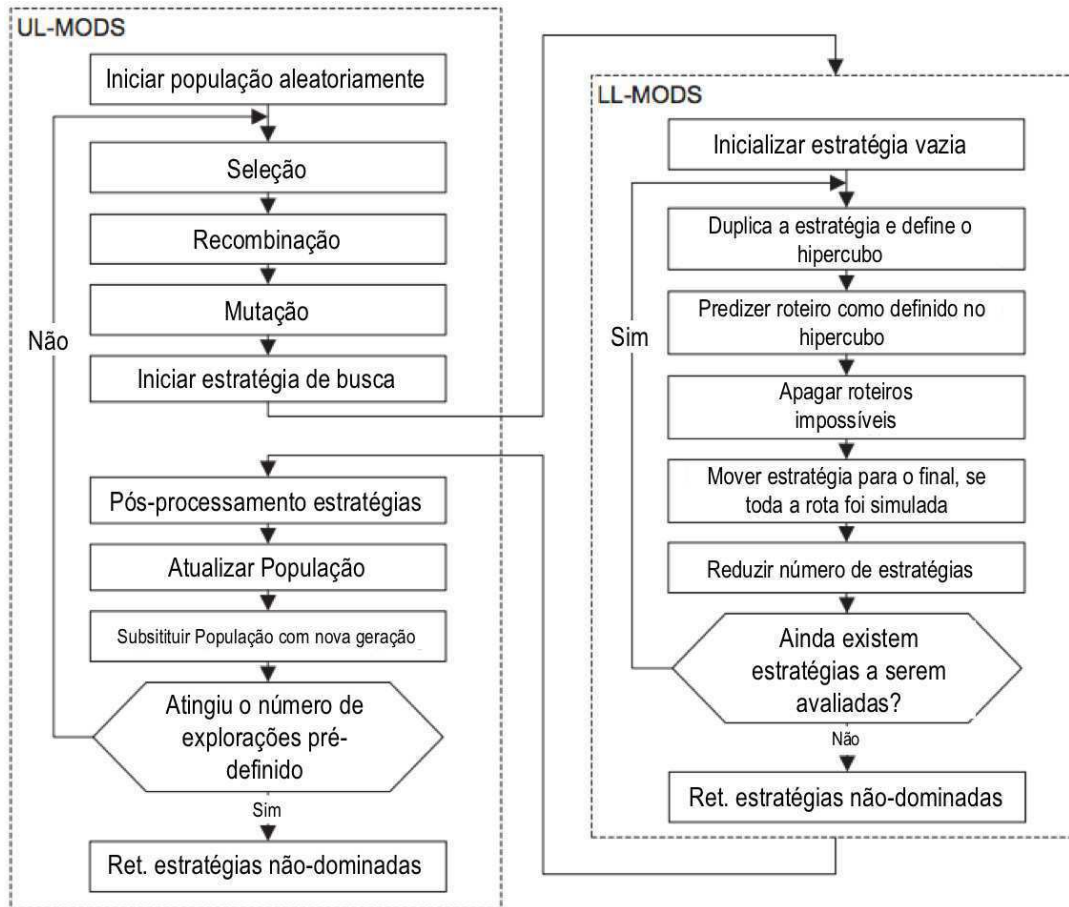 UL-MODS
Iniciar população aleatoriamente
Seleção
Recombinação
Mutação
Não
Iniciar estratégia de busca
Pós-processamento estratégias
Atualizar População
Subsitituir População com nova geração
Atingiu o número de
explorações pré-
definido
Sim
Ret. estratégias não-dominadas
LL-MODS
Inicializar estratégia vazia
Duplica a estratégia e define o
hipercubo
Predizer roteiro como definido no
hipercubo
Sim
Apagar roteiros
impossíveis
Mover estratégia para o final, se
toda a rota foi simulada
Reduzir número de estratégias
Ainda existem
estratégias a serem
avaliadas?
Não
Ret. estratégias não-dominadas